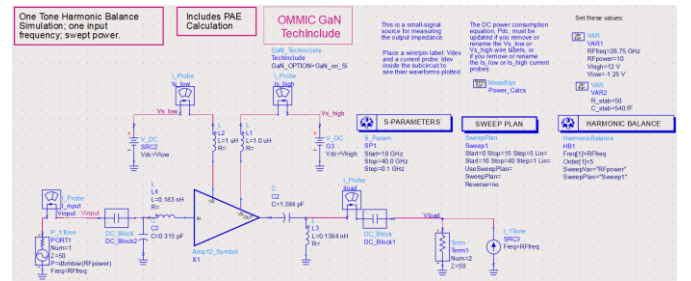 One Tone Harmonic Balance
Simulation; one input
frequency; swept power.
Includes PAE
Calculation
OMMIC GaN
TechInclude
GaN_TechInclude
TechInclude
GaN_OPTION=GaN_on_Si
This is a small-signal
source for measuring
the output impedance.
Place a wire/pin label: Vdev
and a current probe: Idev
inside the subcircuit to
see their waveforms plotted.
The DC power consumption
equation, Pdc, must be
updated if you remove or
rename the Vs_low or
Vs_high wire labels, or
if you remove or rename
the Is_low or Is_high current
probes.
MeasEqn
Power_Calcs
Set these values:
VAR
VAR1
RFfreq=28.75 GHz
RFpower=10
Vhigh=12 V
Vlow=-1.25 V
VAR
VAR2
R_stab=50
C_stab=540 fF
S-PARAMETERS
S_Param
SP1
Start=18 GHz
Stop=40.0 GHz
Step=0.1 GHz
SWEEP PLAN
SweepPlan
Sweep1
Start=0 Stop=15 Step=5 Lin=
Start=16 Stop=40 Step=1 Lin=
UseSweepPlan=
SweepPlan=
Reverse=no
HARMONIC BALANCE
HarmonicBalance
HB1
Freq[1]=RFfreq
Order[1]=5
SweepVar="RFpower"
SweepPlan="Sweep1"
I_Probe
Is_low
I_Probe
Is_high
Vs_low
Vs_high
V_DC
SRC2
Vdc=Vlow
L
L2
L=1 uH
R=
L
L1
L=1.0 uH
R=
V_DC
G3
Vdc=Vhigh
I_Probe
I_input
Vinput
Vinput
P_1Tone
PORT1
Num=1
Z=50
P=dbmtow(RFpower)
Freq=RFfreq
DC_Block
DC_Block2
L
L4
L=0.183 nH
R=
C
C3
C=0.315 pF
IN
VG
VD
OUT
Amp12_Symbol
X1
C
C2
C=1.384 pF
L
L3
L=0.1364 nH
R=
I_Probe
Iload
DC_Block
DC_Block1
Vload
Term
Term1
Num=2
Z=50
I_1Tone
SRC3
Freq=RFfreq